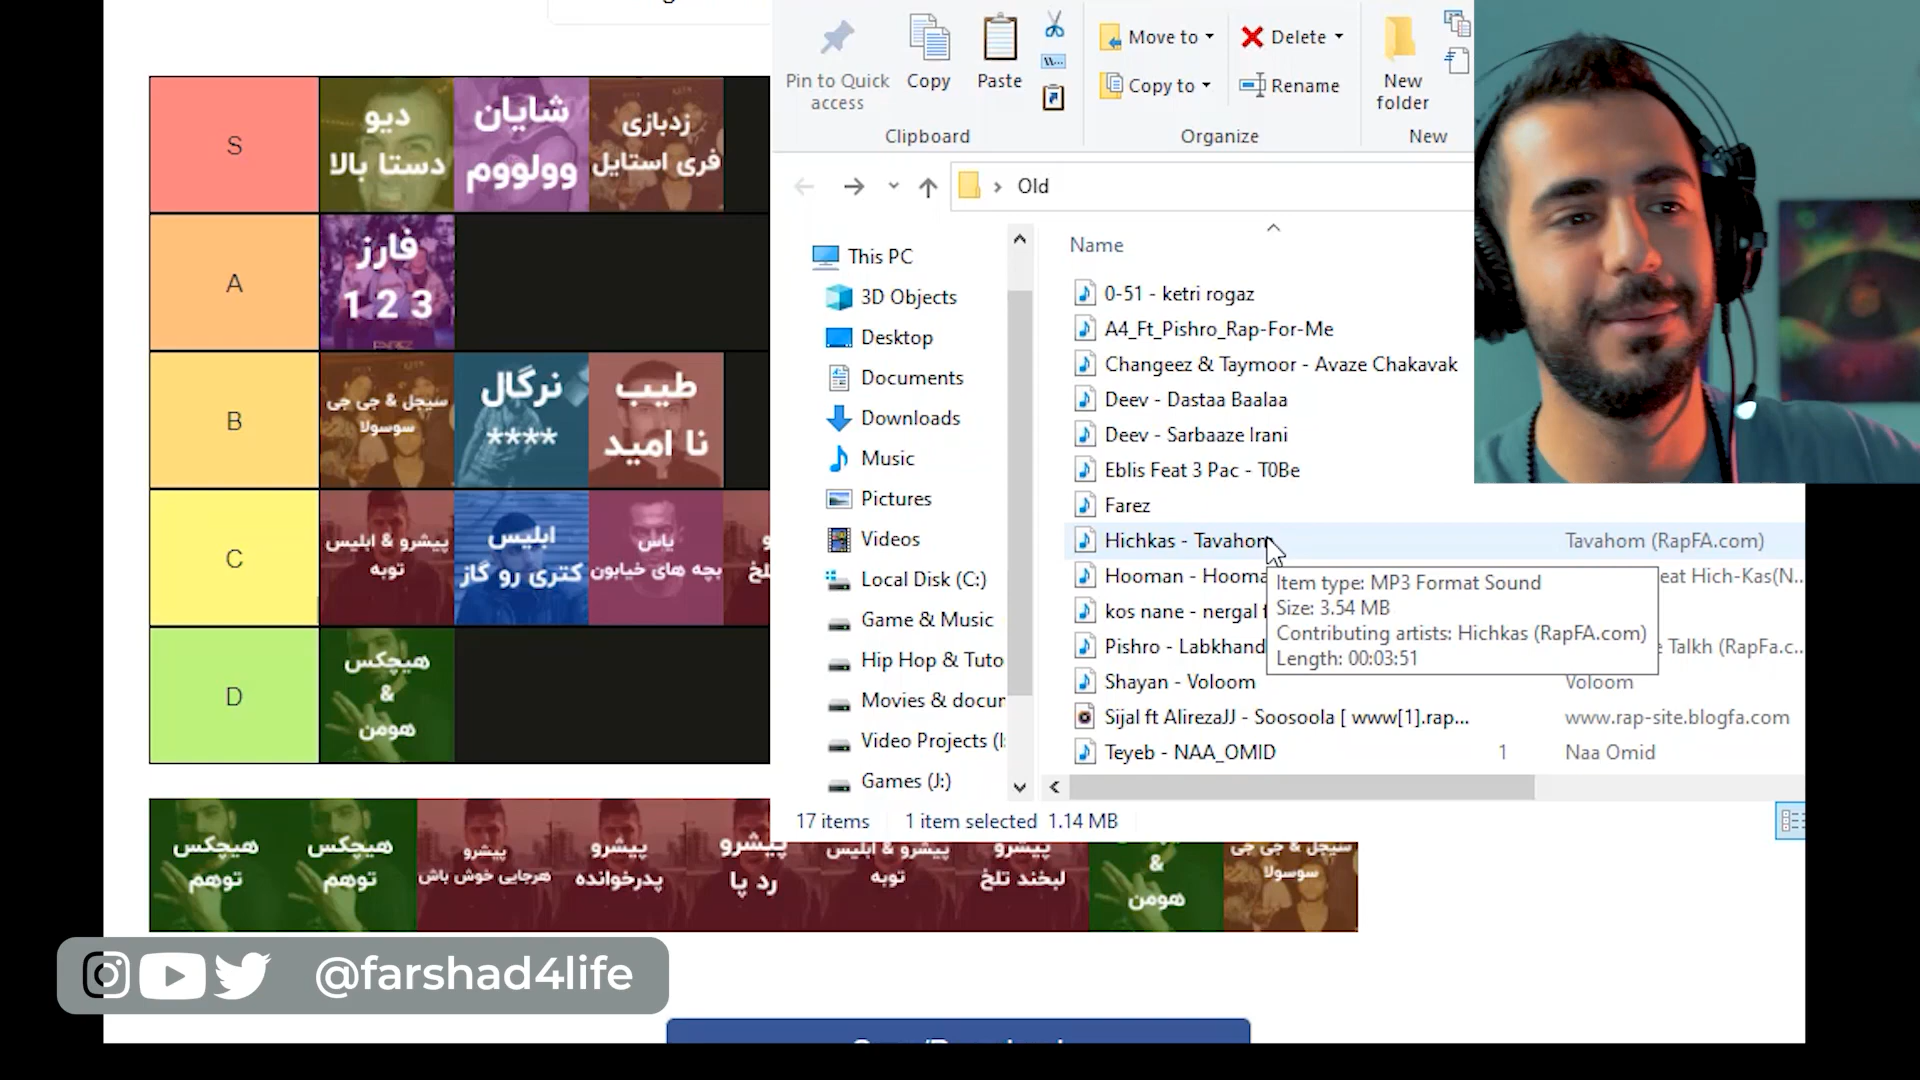 S
دیو
دستا بالا
شایان
وولووم
زدبازی
فری استایل
A
فارز
1 2 3
B
سیجل & جی جی
سوسولا
نرگال
****
طیب
نا امید
C
پیشرو & ابلیس
توبه
ابلیس
کتری رو گاز
یاس
بچه های خیابون
D
هیچکس
&
هومن
Pin to Quick
access
Copy
Paste
Clipboard
Move to
Copy to
Delete
Rename
Organize
New
folder
New
Old
This PC
3D Objects
Desktop
Documents
Downloads
Music
Pictures
Videos
Local Disk (C:)
Game & Music
Hip Hop & Tuto
Movies & docur
Video Projects (I:
Games (J:)
Name
0-51 - ketri rogaz
A4_Ft_Pishro_Rap-For-Me
Changeez & Taymoor - Avaze Chakavak
Deev - Dastaa Baalaa
Deev - Sarbaaze Irani
Eblis Feat 3 Pac - T0Be
Farez
Hichkas - Tavahom Tavahom (RapFA.com)
Hooman - Hooma eat Hich-Kas(N...
kos nane - nergal f
Pishro - Labkhand e Talkh (RapFa.c...
Shayan - Voloom Voloom
Sijal ft AlirezaJJ - Soosoola [ www[1].rap... www.rap-site.blogfa.com
Teyeb - NAA_OMID 1 Naa Omid
Item type: MP3 Format Sound
Size: 3.54 MB
Contributing artists: Hichkas (RapFA.com)
Length: 00:03:51
17 items 1 item selected 1.14 MB
هیچکس
توهم
هیچکس
توهم
پیشرو
هرجایی خوش باش
پیشرو
پدرخوانده
پیشرو
رد پا
پیشرو & ابلیس
توبه
پیشرو
لبخند تلخ
&
هومن
سیجل & جی جی
سوسولا
@farshad4life